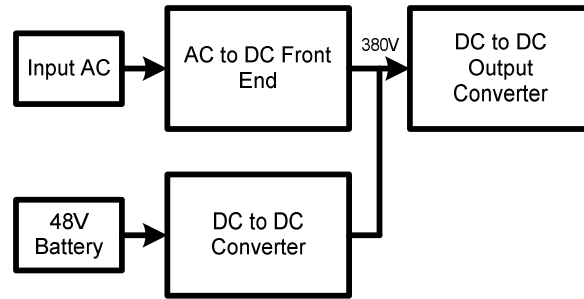 Input AC
AC to DC Front
End
380V
DC to DC
Output
Converter
48V
Battery
DC to DC
Converter